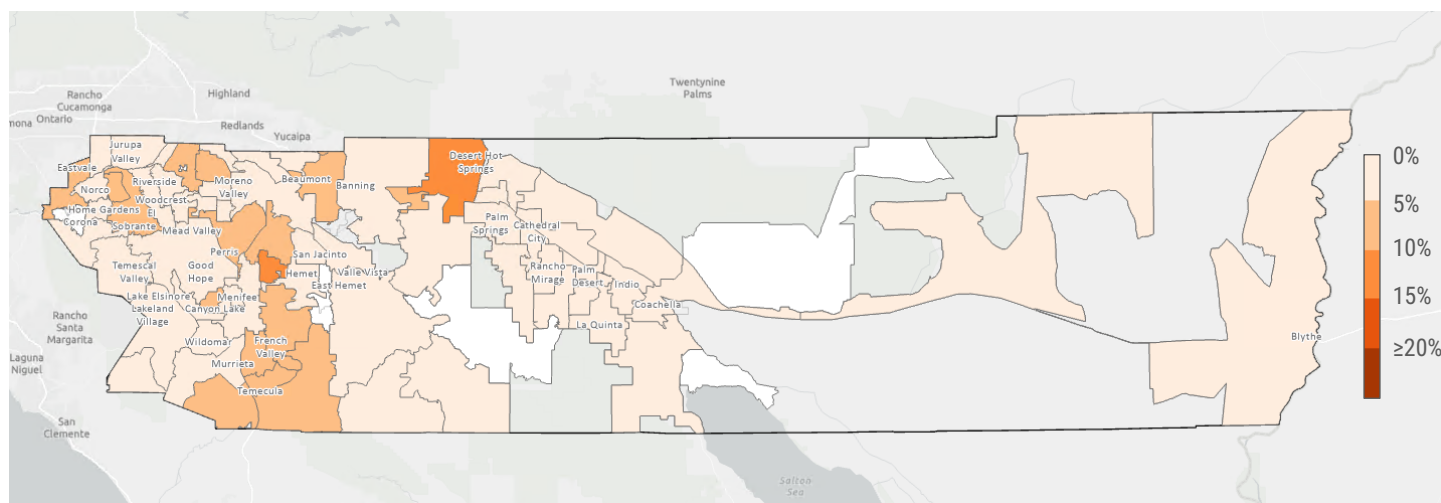 Twentynine
Palms
Rancho
Cucamonga
Highland
mona
Ontario
Redlands
Yucaipa
Jurupa
Valley
Eastvale
Norco
Riverside
Moreno
Valley
Beaumont
Banning
Desert Hot
Springs
Home Gardens
Corona
El
Sobrante
Woodcrest
Mead Valley
Palm
Springs
Cathedral
City
Perris
San Jacinto
Temescal
Valley
Good
Hope
Hemet
Valle Vista
East Hemet
Rancho
Mirage
Palm
Desert
Indio
Coachella
La Quinta
Lake Elsinore
Lakeland
Village
Menifee
Canyon Lake
Rancho
Santa
Margarita
Wildomar
French
Valley
Murrieta
Temecula
Laguna
Niguel
San
Clemente
Blythe
Salton
Sea
0%
5%
10%
15%
≥20%